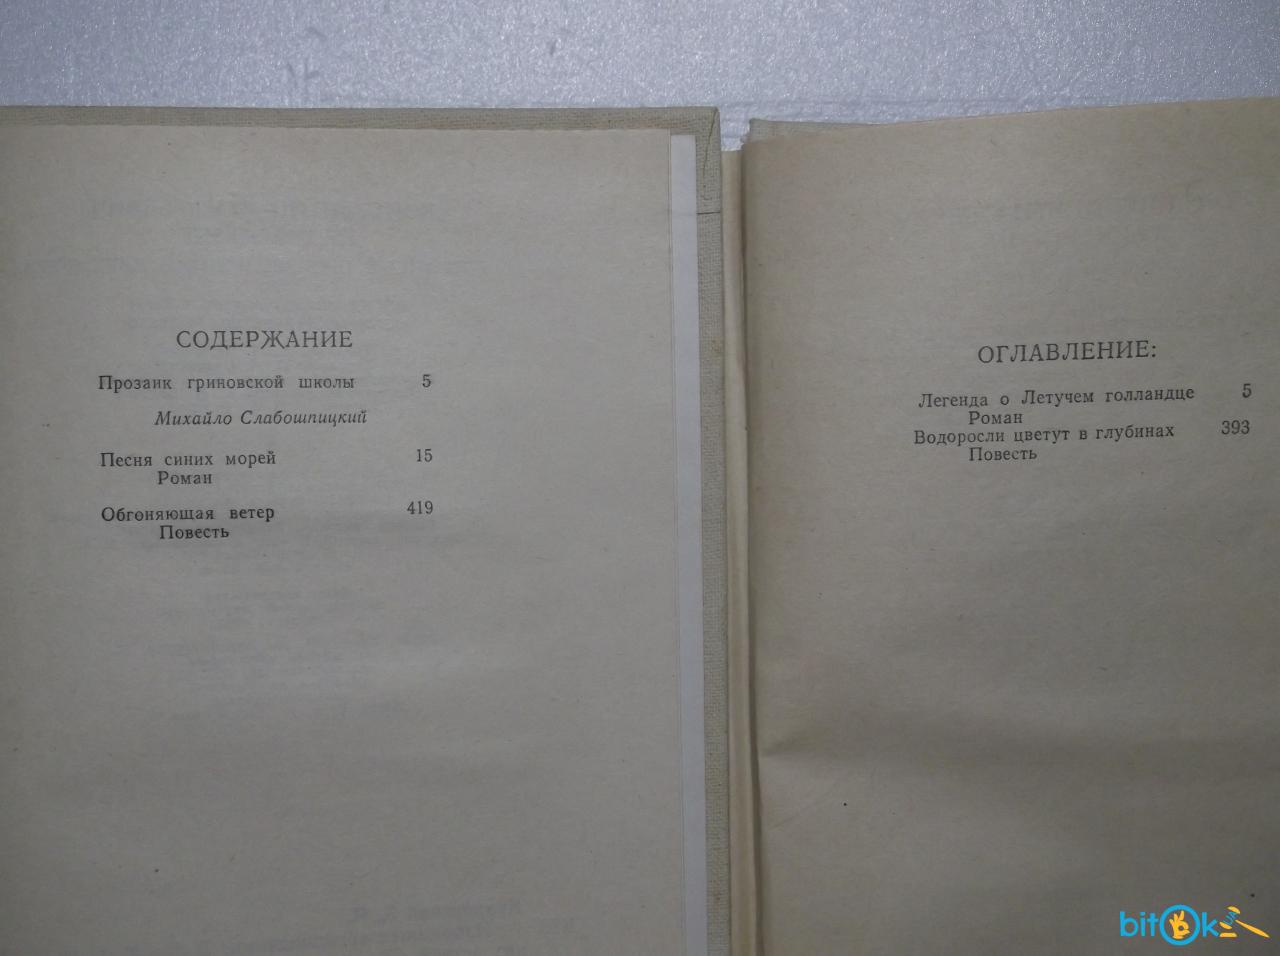 СОДЕРЖАНИЕ
Прозаик гриновской школы 5
Михайло Слабошпицкий
Песня синих морей 15
Роман
Обгоняющая ветер 419
Повесть
ОГЛАВЛЕНИЕ:
Легенда о Летучем голландце 5
Роман
Водоросли цветут в глубинах 393
Повесть
bitOk